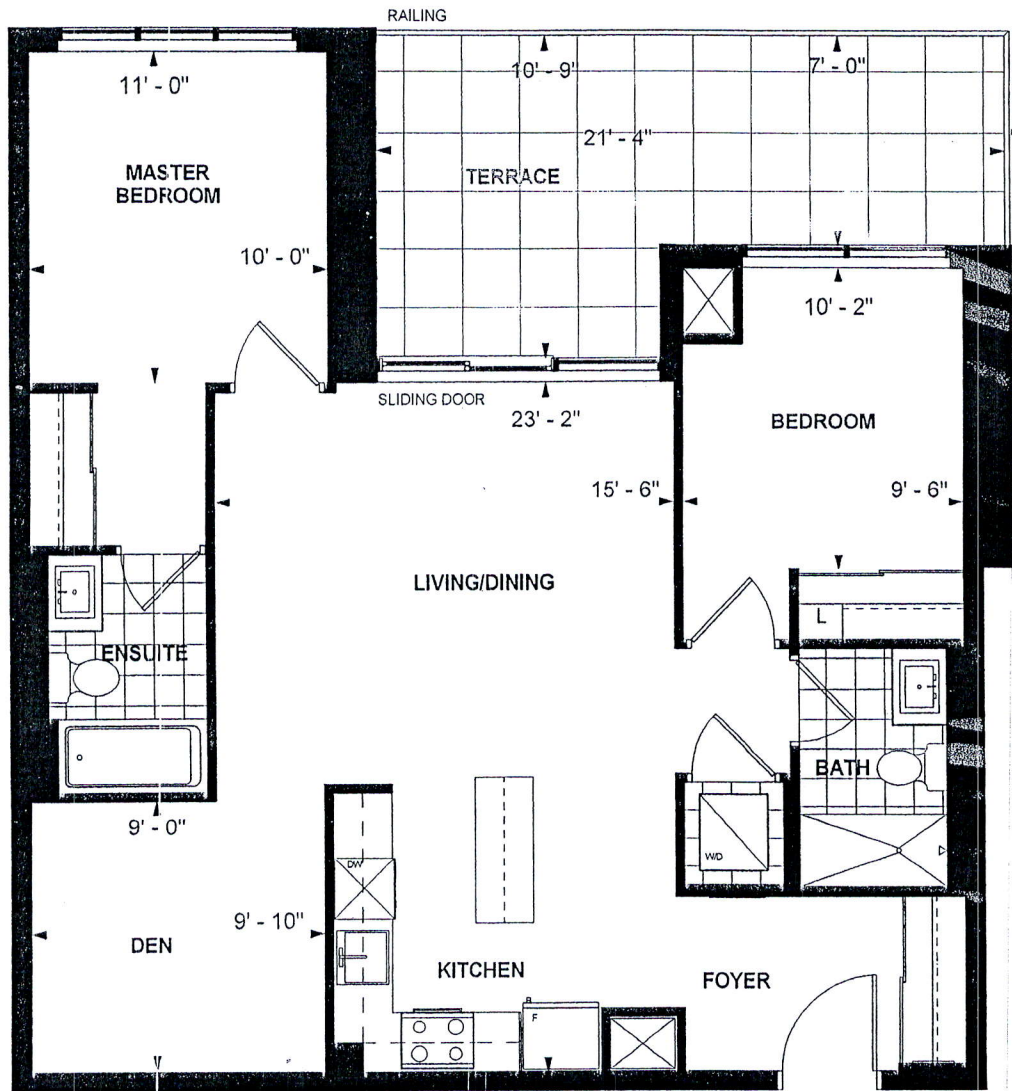 RAILING
11' - 0"
10' - 9"
7' - 0"
21' - 4"
MASTER
BEDROOM
TERRACE
10' - 0"
10' - 2"
SLIDING DOOR
23' - 2"
BEDROOM
15' - 6"
9' - 6"
LIVING/DINING
L
ENSUITE
BATH
9' - 0"
DW
W/D
9' - 10"
DEN
KITCHEN
FOYER
F